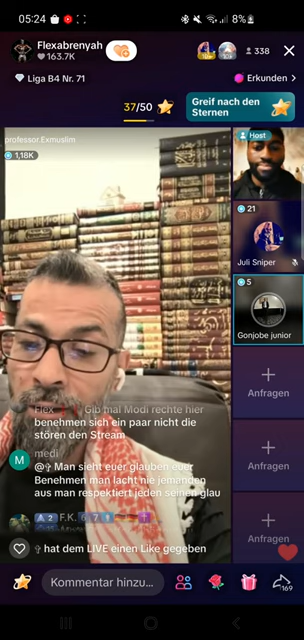 05:24
8%
Flexabrenyah
163.7K
338
Liga B4 Nr. 71
Erkunden >
37/50
Greif nach den
Sternen
professor.Exmuslim
1,18K
Host
21
Juli Sniper
5
Gonjobe junior
Anfragen
Anfragen
Anfragen
Flex Gib mal Modi rechte hier
benehmen sich ein paar nicht die
stören den Stream
M
medi
@✞ Man sieht euer glauben euer
Benehmen man lacht nie jemanden
aus man respektiert jeden seinen glau
2 F.K.
✞ hat dem LIVE einen Like gegeben
Kommentar hinzu...
169